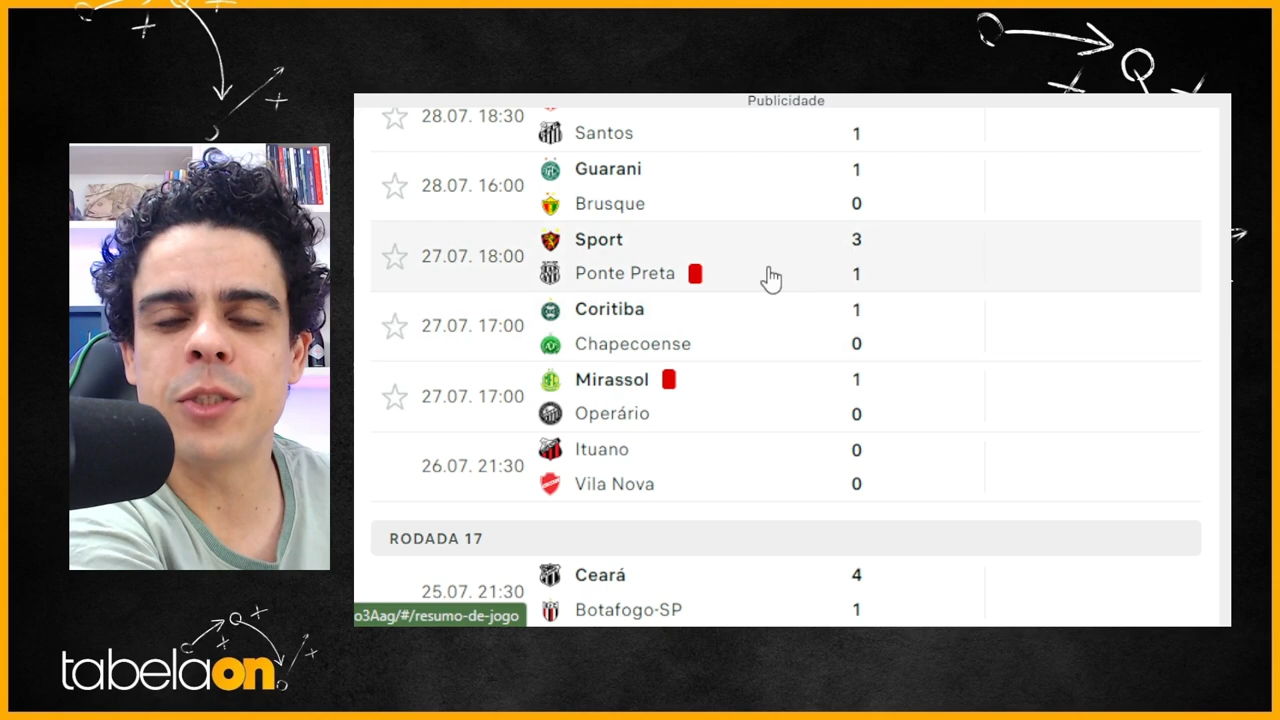 Publicidade
28.07. 18:30
Santos 1
Guarani 1
28.07. 16:00
Brusque 0
Sport 3
27.07. 18:00
Ponte Preta 1
Coritiba 1
27.07. 17:00
Chapecoense 0
Mirassol 1
27.07. 17:00
Operário 0
Ituano 0
26.07. 21:30
Vila Nova 0
RODADA 17
Ceará 4
25.07. 21:30
Botafogo-SP 1
o3Aag/#/resumo-de-jogo
tabelaon